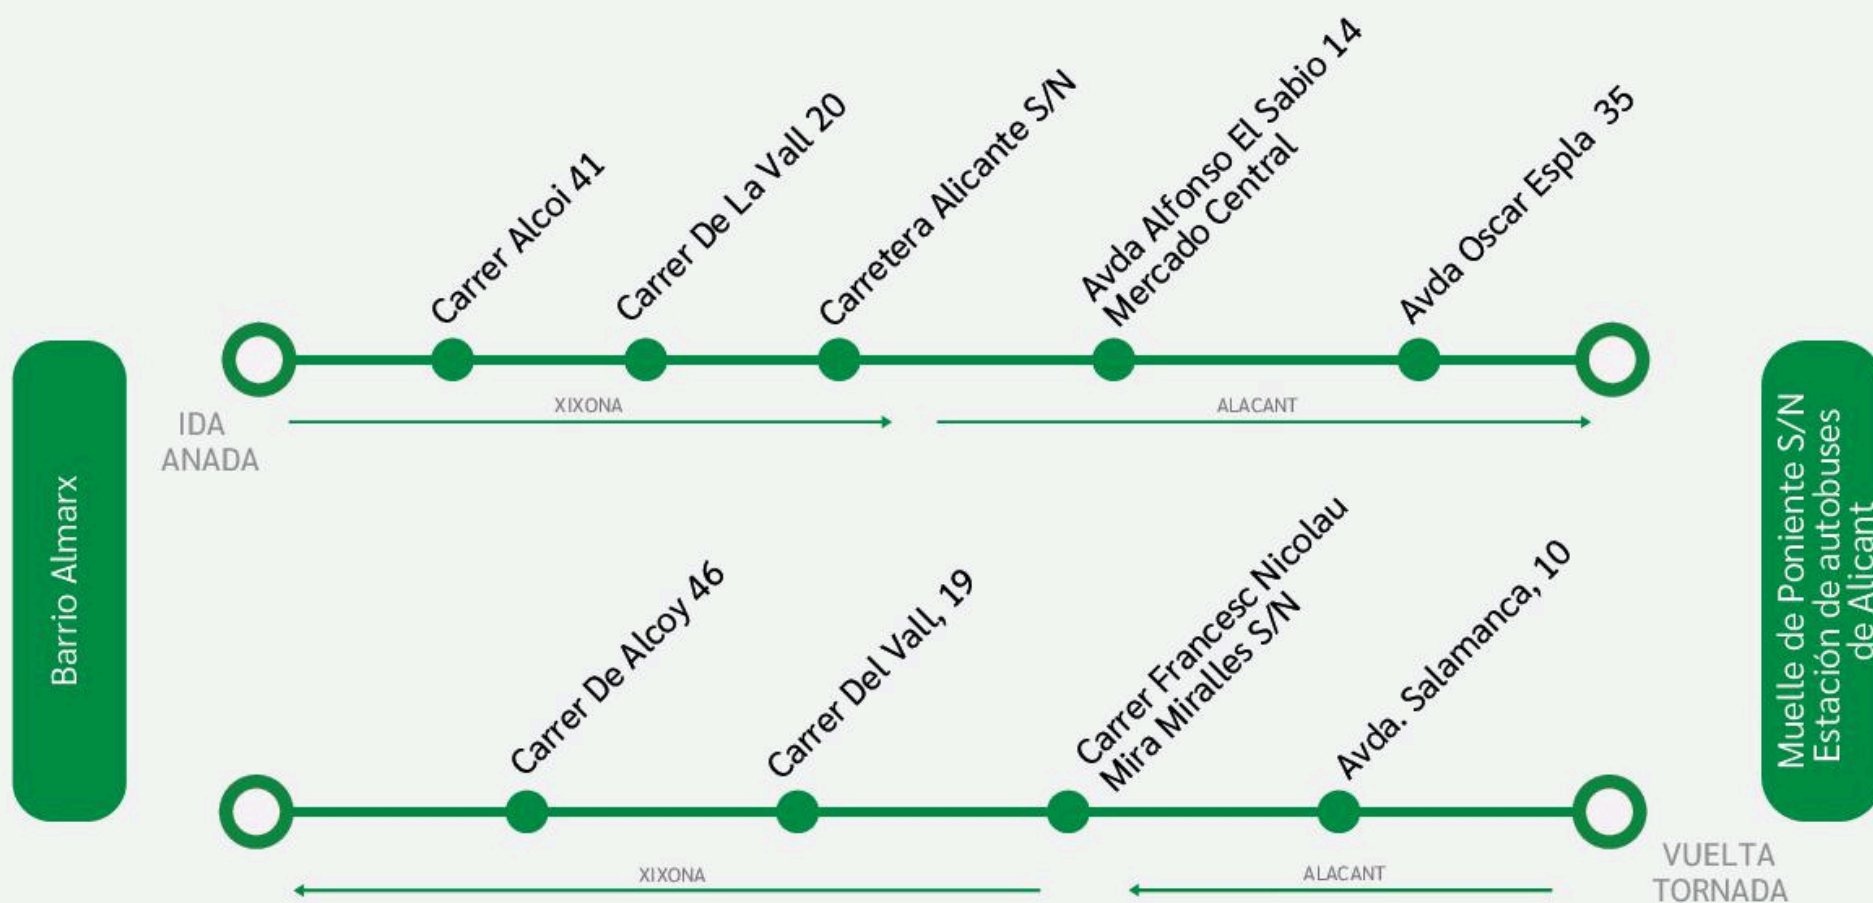 Carrer Alcoi 41
Carrer De La Vall 20
Carretera Alicante S/N
Avda Alfonso El Sabio 14
Mercado Central
Avda Oscar Espla 35
XIXONA
ALACANT
IDA
ANADA
Barrio Almarx
Muelle de Poniente S/N
Estación de autobuses
de Alicant
Carrer De Alcoy 46
Carrer Del Vall, 19
Carrer Francesc Nicolau
Mira Miralles S/N
Avda. Salamanca, 10
XIXONA
ALACANT
VUELTA
TORNADA